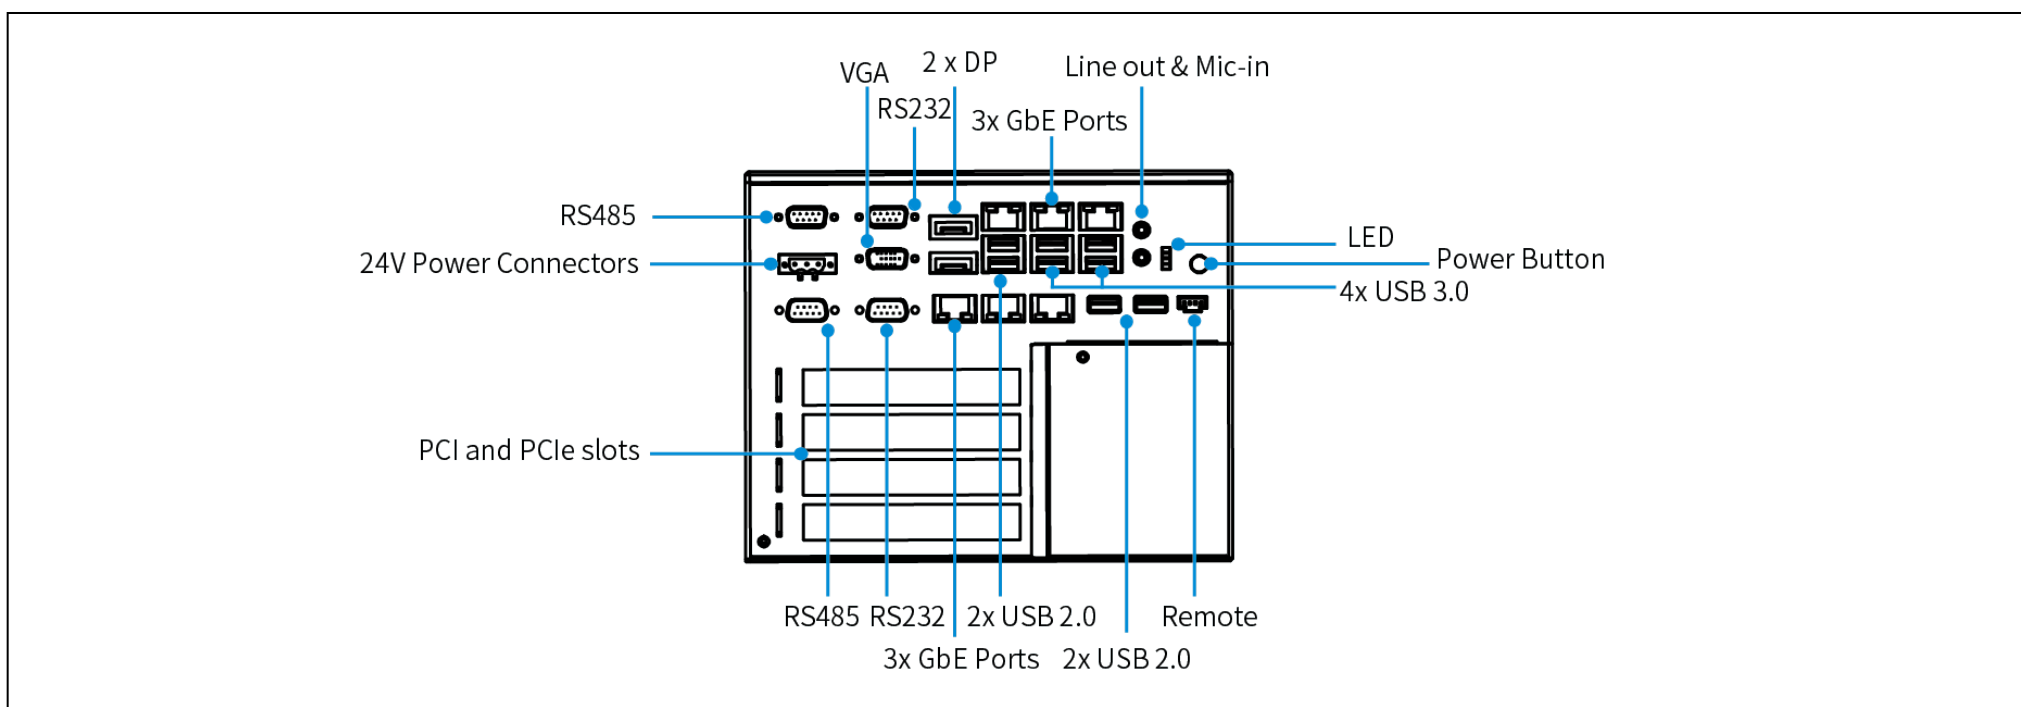 2 x DP
Line out & Mic-in
VGA
RS232
3x GbE Ports
RS485
LED
24V Power Connectors
Power Button
4x USB 3.0
PCI and PCIe slots
RS485 RS232 2x USB 2.0 Remote
3x GbE Ports 2x USB 2.0